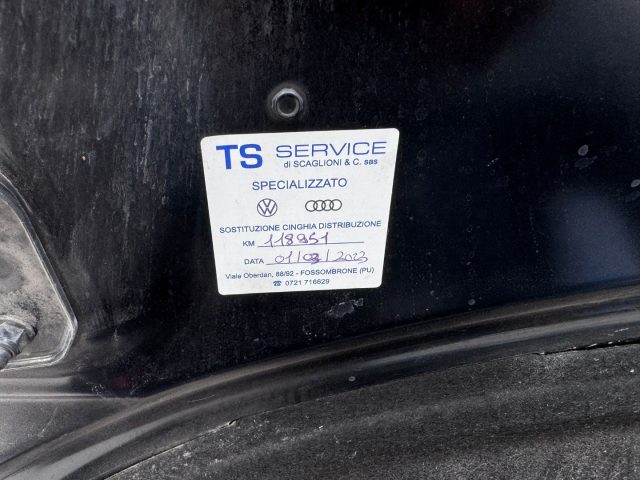 TS SERVICE
di SCAGLIONI & C. sas
SPECIALIZZATO
SOSTITUZIONE CINGHIA DISTRIBUZIONE
KM 118951
DATA 01/03/2023
Viale Oberdan, 88/92 - FOSSOMBRONE (PU)
☎ 0721 716629